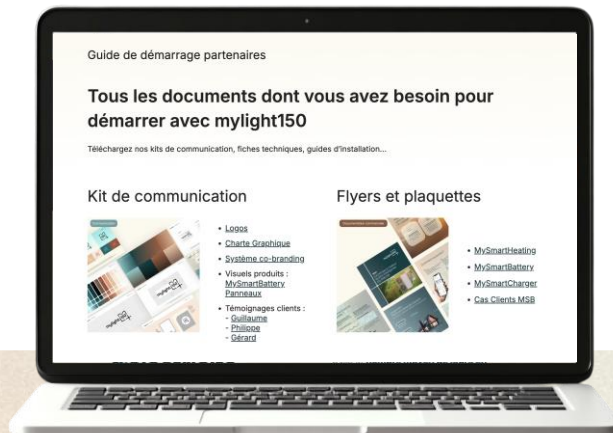 Guide de démarrage partenaires
Tous les documents dont vous avez besoin pour
démarrer avec mylight150
Téléchargez nos kits de communication, fiches techniques, guides d'installation...
Kit de communication
• Logos
• Charte Graphique
• Système co-branding
• Visuels produits :
MySmartBattery
Panneaux
• Témoignages clients :
- Guillaume
- Philippe
- Gérard
Flyers et plaquettes
• MySmartHeating
• MySmartBattery
• MySmartCharger
• Cas Clients MSB